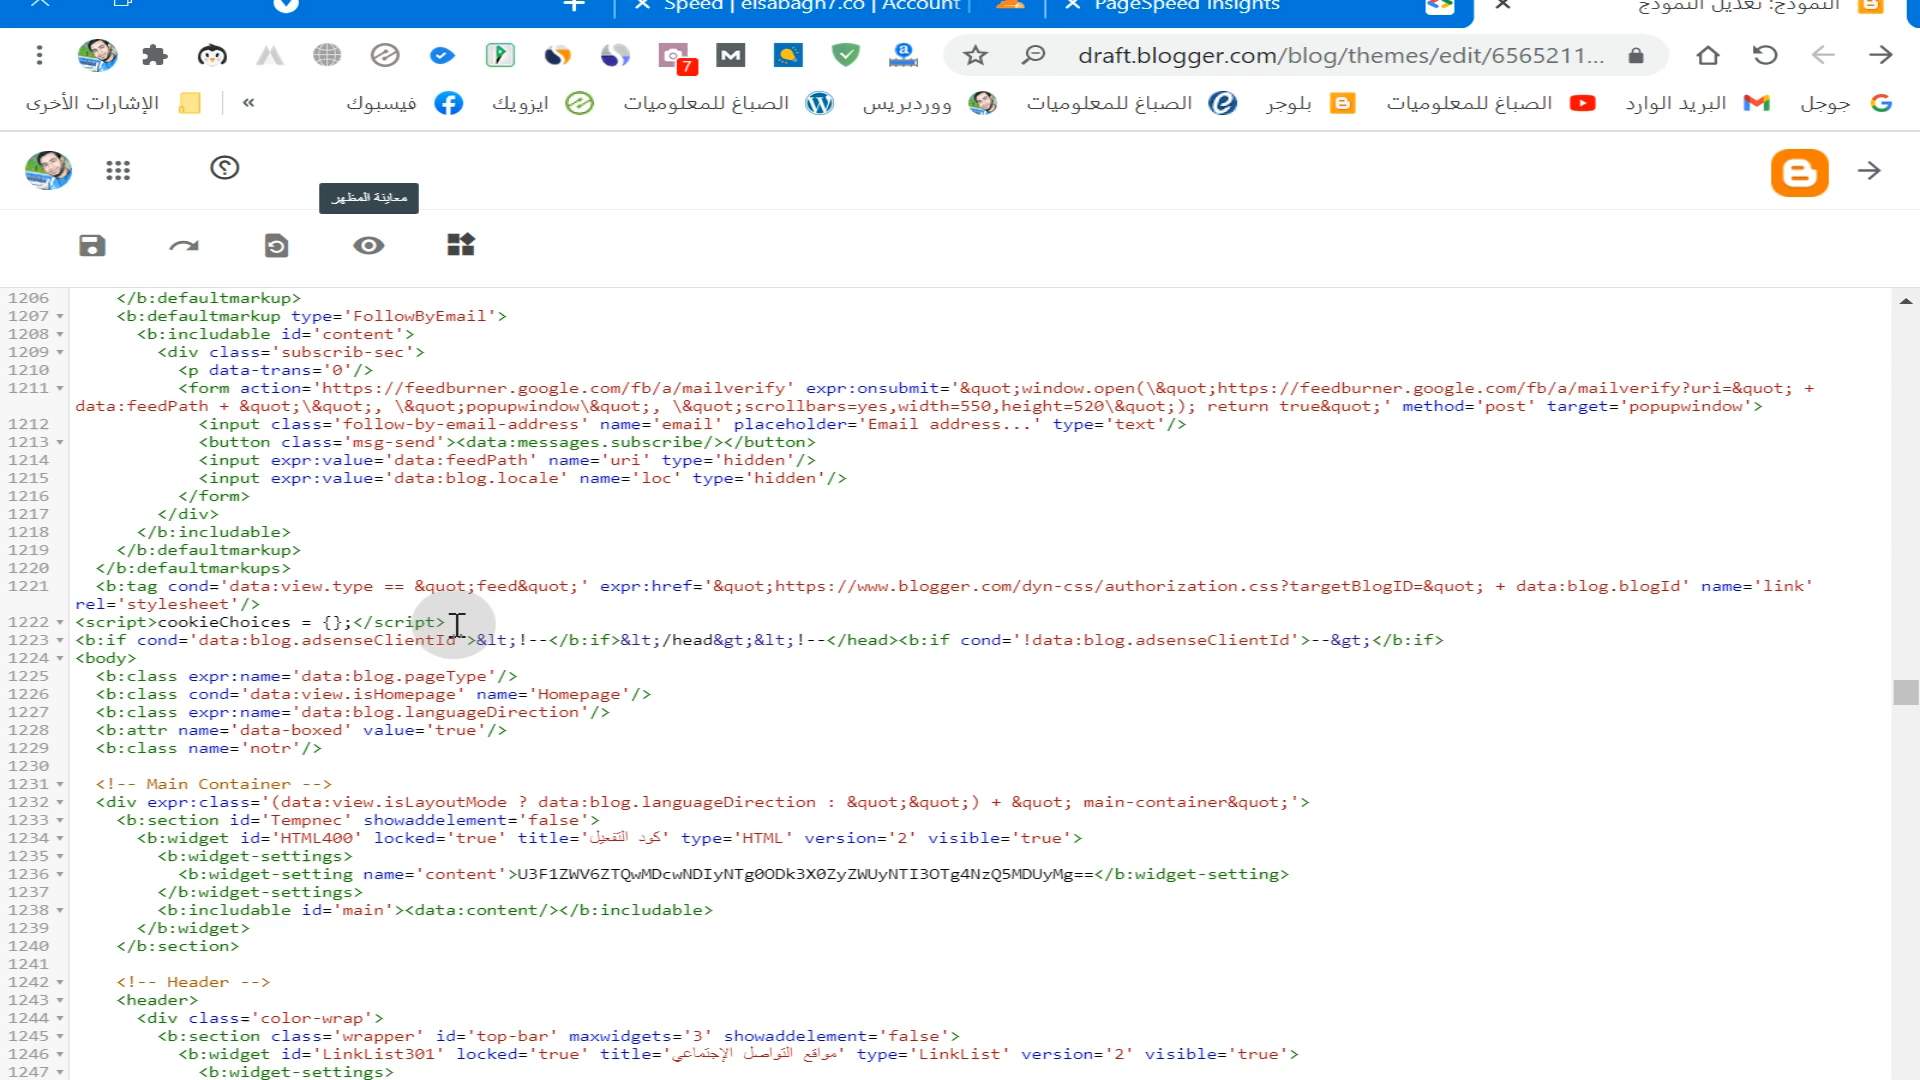 Speed | elsabagh7.co | Account
PageSpeed Insights
النموذج: تعديل النموذج
7
draft.blogger.com/blog/themes/edit/6565211...
جوجل
البريد الوارد
الصباغ للمعلوميات
بلوجر
الصباغ للمعلوميات
ووردبريس
الصباغ للمعلوميات
ايزويك
فيسبوك
»
الإشارات الأخرى
معاينة المظهر
1206 </b:defaultmarkup>
1207 <b:defaultmarkup type='FollowByEmail'>
1208 <b:includable id='content'>
1209 <div class='subscrib-sec'>
1210 <p data-trans='0'/>
1211 <form action='https://feedburner.google.com/fb/a/mailverify' expr:onsubmit='&quot;window.open(\&quot;https://feedburner.google.com/fb/a/mailverify?uri=&quot; +
data:feedPath + &quot;\&quot;, \&quot;popupwindow\&quot;, \&quot;scrollbars=yes,width=550,height=520\&quot;); return true&quot;' method='post' target='popupwindow'>
1212 <input class='follow-by-email-address' name='email' placeholder='Email address...' type='text'/>
1213 <button class='msg-send'><data:messages.subscribe/></button>
1214 <input expr:value='data:feedPath' name='uri' type='hidden'/>
1215 <input expr:value='data:blog.locale' name='loc' type='hidden'/>
1216 </form>
1217 </div>
1218 </b:includable>
1219 </b:defaultmarkup>
1220 </b:defaultmarkups>
1221 <b:tag cond='data:view.type == &quot;feed&quot;' expr:href='&quot;https://www.blogger.com/dyn-css/authorization.css?targetBlogID=&quot; + data:blog.blogId' name='link'
rel='stylesheet'/>
1222 <script>cookieChoices = {};</script>
1223 <b:if cond='data:blog.adsenseClientId'>&lt;!--</b:if>&lt;/head&gt;&lt;!--</head><b:if cond='!data:blog.adsenseClientId'>--&gt;</b:if>
1224 <body>
1225 <b:class expr:name='data:blog.pageType'/>
1226 <b:class cond='data:view.isHomepage' name='Homepage'/>
1227 <b:class expr:name='data:blog.languageDirection'/>
1228 <b:attr name='data-boxed' value='true'/>
1229 <b:class name='notr'/>
1230
1231 <!-- Main Container -->
1232 <div expr:class='(data:view.isLayoutMode ? data:blog.languageDirection : &quot;&quot;) + &quot; main-container&quot;'>
1233 <b:section id='Tempnec' showaddelement='false'>
1234 <b:widget id='HTML400' locked='true' title='كود التفعيل' type='HTML' version='2' visible='true'>
1235 <b:widget-settings>
1236 <b:widget-setting name='content'>U3F1ZWV6ZTQwMDcwNDIyNTg0ODk3X0ZyZWUyNTI3OTg4NzQ5MDUyMg==</b:widget-setting>
1237 </b:widget-settings>
1238 <b:includable id='main'><data:content/></b:includable>
1239 </b:widget>
1240 </b:section>
1241
1242 <!-- Header -->
1243 <header>
1244 <div class='color-wrap'>
1245 <b:section class='wrapper' id='top-bar' maxwidgets='3' showaddelement='false'>
1246 <b:widget id='LinkList301' locked='true' title='مواقع التواصل الإجتماعي' type='LinkList' version='2' visible='true'>
1247 <b:widget-settings>